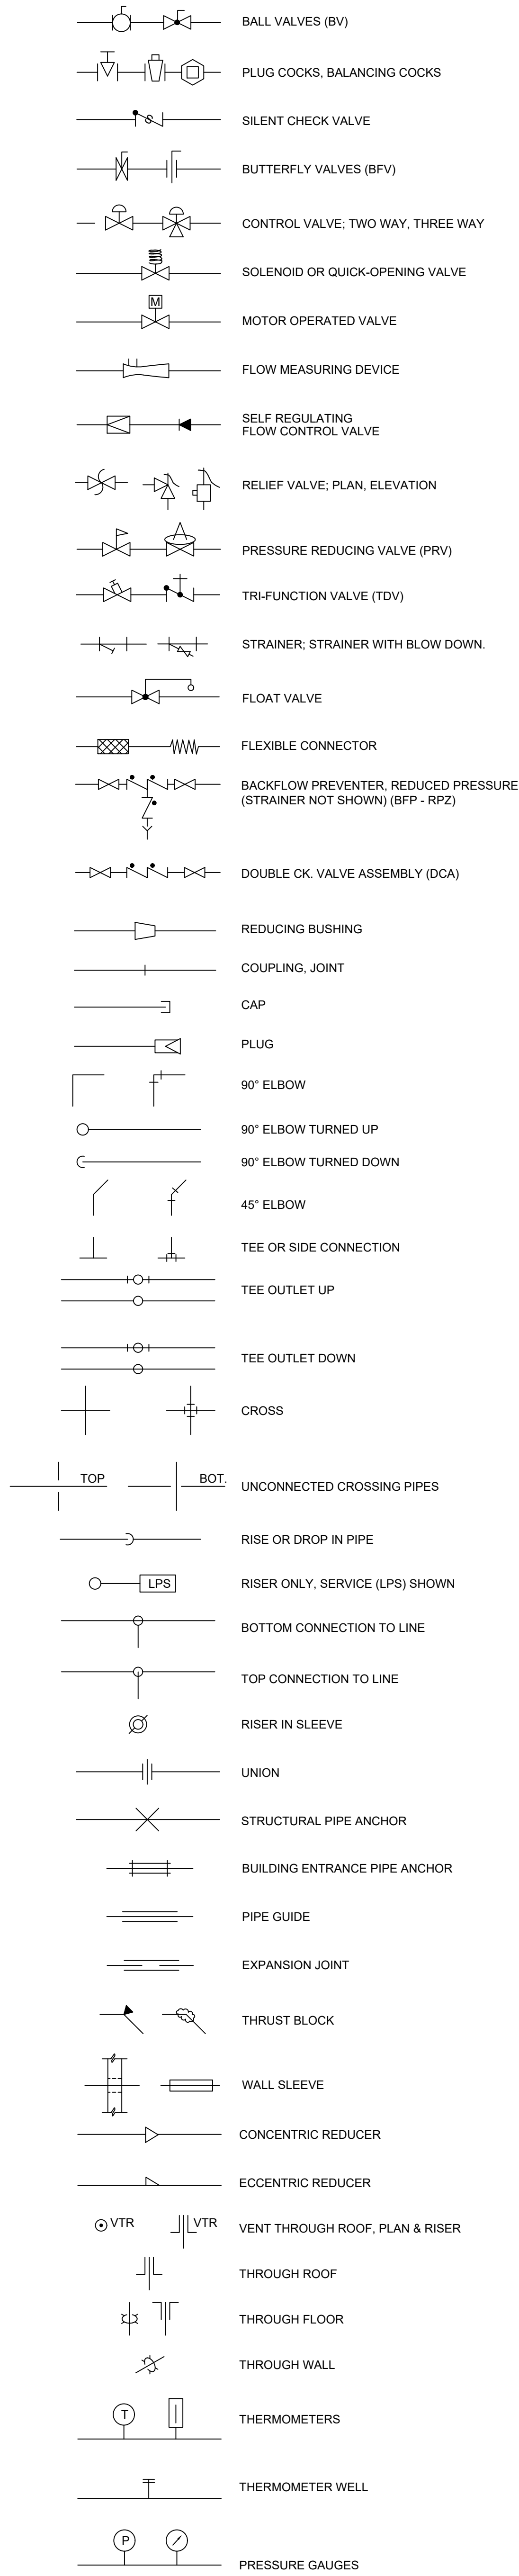 BALL VALVES (BV)
PLUG COCKS, BALANCING COCKS
SILENT CHECK VALVE
BUTTERFLY VALVES (BFV)
CONTROL VALVE; TWO WAY, THREE WAY
SOLENOID OR QUICK-OPENING VALVE
M
MOTOR OPERATED VALVE
FLOW MEASURING DEVICE
SELF REGULATING
FLOW CONTROL VALVE
RELIEF VALVE; PLAN, ELEVATION
PRESSURE REDUCING VALVE (PRV)
TRI-FUNCTION VALVE (TDV)
STRAINER; STRAINER WITH BLOW DOWN.
FLOAT VALVE
FLEXIBLE CONNECTOR
BACKFLOW PREVENTER, REDUCED PRESSURE
(STRAINER NOT SHOWN) (BFP - RPZ)
DOUBLE CK. VALVE ASSEMBLY (DCA)
REDUCING BUSHING
COUPLING, JOINT
CAP
PLUG
90° ELBOW
90° ELBOW TURNED UP
90° ELBOW TURNED DOWN
45° ELBOW
TEE OR SIDE CONNECTION
TEE OUTLET UP
TEE OUTLET DOWN
CROSS
TOP BOT. UNCONNECTED CROSSING PIPES
RISE OR DROP IN PIPE
LPS RISER ONLY, SERVICE (LPS) SHOWN
BOTTOM CONNECTION TO LINE
TOP CONNECTION TO LINE
RISER IN SLEEVE
UNION
STRUCTURAL PIPE ANCHOR
BUILDING ENTRANCE PIPE ANCHOR
PIPE GUIDE
EXPANSION JOINT
THRUST BLOCK
WALL SLEEVE
CONCENTRIC REDUCER
ECCENTRIC REDUCER
VTR VTR VENT THROUGH ROOF, PLAN & RISER
THROUGH ROOF
THROUGH FLOOR
THROUGH WALL
T THERMOMETERS
THERMOMETER WELL
P PRESSURE GAUGES